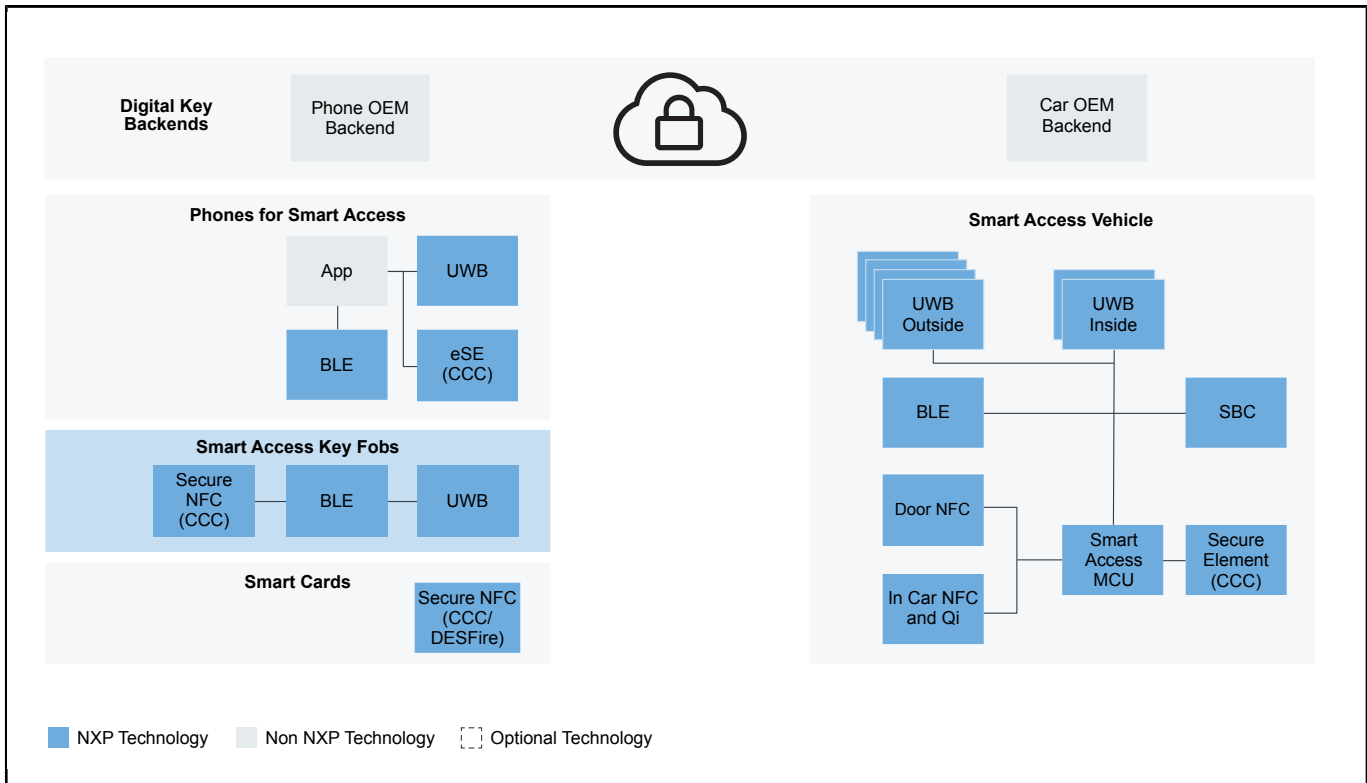 Digital Key
Backends
Phone OEM
Backend
Car OEM
Backend
Phones for Smart Access
App
UWB
BLE
eSE
(CCC)
Smart Access Key Fobs
Secure
NFC
(CCC)
BLE
UWB
Smart Cards
Secure NFC
(CCC/
DESFire)
Smart Access Vehicle
UWB
Outside
UWB
Inside
BLE
SBC
Door NFC
Smart
Access
MCU
Secure
Element
(CCC)
In Car NFC
and Qi
NXP Technology
Non NXP Technology
Optional Technology